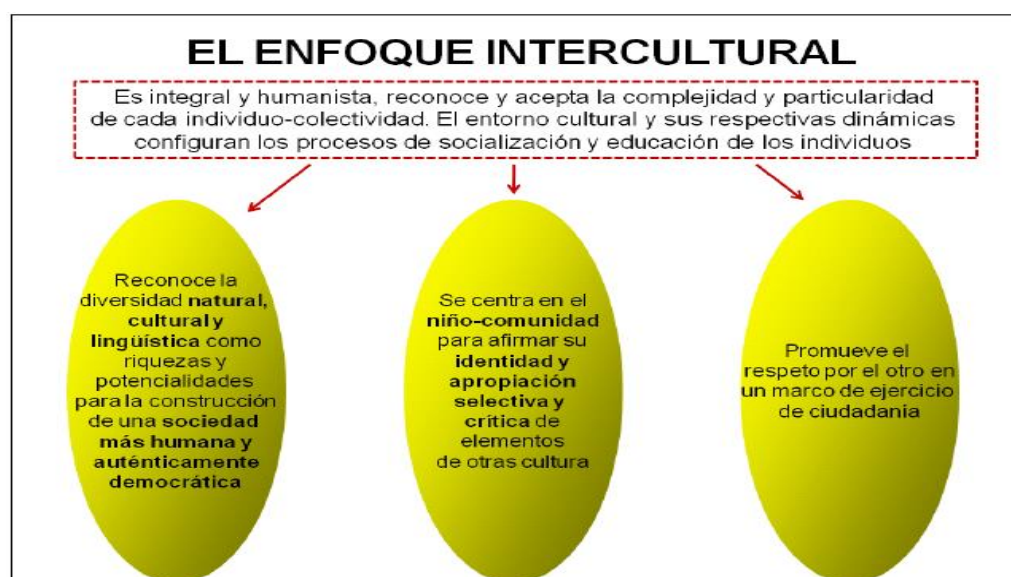 EL ENFOQUE INTERCULTURAL
Es integral y humanista, reconoce y acepta la complejidad y particularidad
de cada individuo-colectividad. El entorno cultural y sus respectivas dinámicas
configuran los procesos de socialización y educación de los individuos
Reconoce la
diversidad natural,
cultural y
lingüística como
riquezas y
potencialidades
para la construcción
de una sociedad
más humana y
auténticamente
democrática
Se centra en el
niño-comunidad
para afirmar su
identidad y
apropiación
selectiva y
crítica de
elementos
de otras cultura
Promueve el
respeto por el otro en
un marco de ejercicio
de ciudadanía